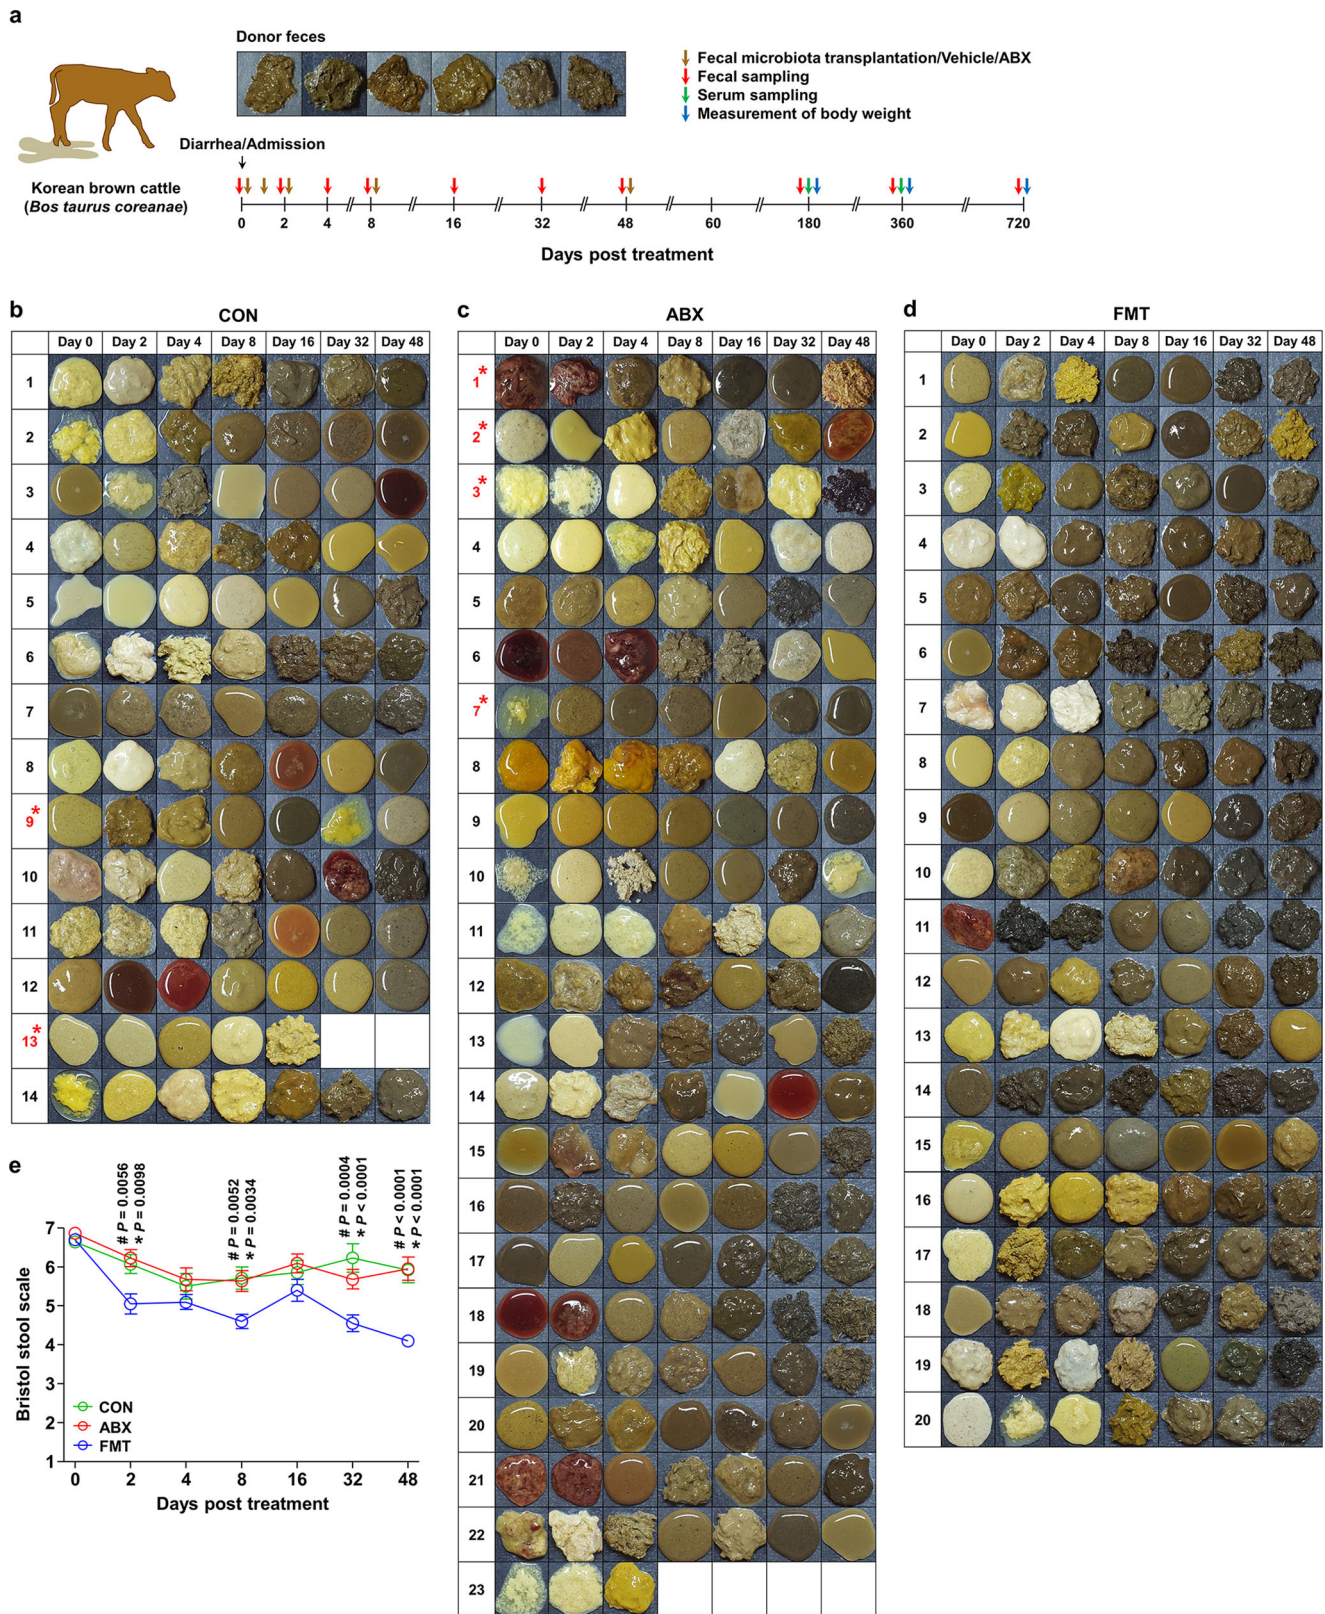 a
Donor feces
Fecal microbiota transplantation/Vehicle/ABX
Fecal sampling
Serum sampling
Measurement of body weight
Diarrhea/Admission
Korean brown cattle
(Bos taurus coreanae)
0 2 4 8 16 32 48 60 180 360 720
Days post treatment
b
CON
Day 0 Day 2 Day 4 Day 8 Day 16 Day 32 Day 48
1
2
3
4
5
6
7
8
9*
10
11
12
13*
14
c
ABX
Day 0 Day 2 Day 4 Day 8 Day 16 Day 32 Day 48
1*
2*
3*
4
5
6
7*
8
9
10
11
12
13
14
15
16
17
18
19
20
21
22
23
d
FMT
Day 0 Day 2 Day 4 Day 8 Day 16 Day 32 Day 48
1
2
3
4
5
6
7
8
9
10
11
12
13
14
15
16
17
18
19
20
e
# P = 0.0056
* P = 0.0098
# P = 0.0052
* P = 0.0034
# P = 0.0004
* P < 0.0001
# P < 0.0001
* P < 0.0001
Bristol stool scale
7
6
5
4
3
2
1
CON
ABX
FMT
0 2 4 8 16 32 48
Days post treatment